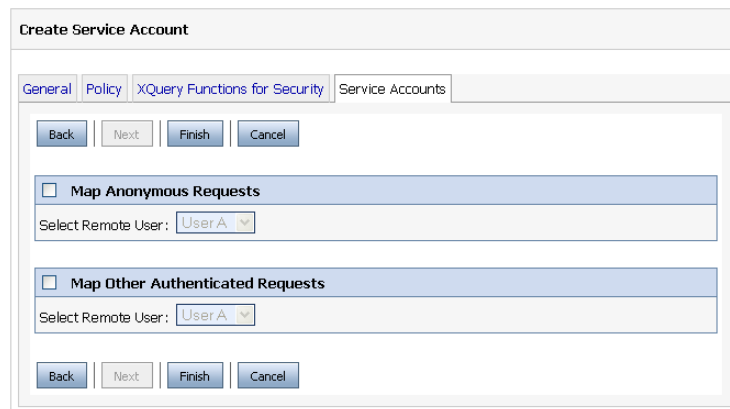 Create Service Account
General Policy XQuery Functions for Security Service Accounts
Back Next Finish Cancel
Map Anonymous Requests
Select Remote User: User A
Map Other Authenticated Requests
Select Remote User: User A
Back Next Finish Cancel